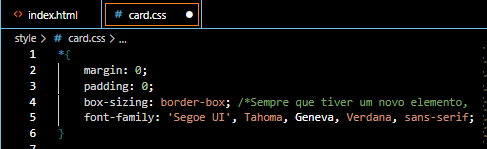 index.html
card.css
style > # card.css > ...
1 *{
2 margin: 0;
3 padding: 0;
4 box-sizing: border-box; /*Sempre que tiver um novo elemento,
5 font-family: 'Segoe UI', Tahoma, Geneva, Verdana, sans-serif;
6 }